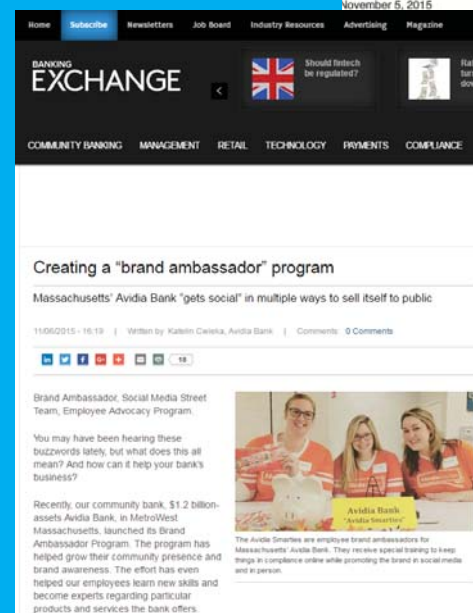 November 5, 2015
Home Subscribe Newsletters Job Board Industry Resources Advertising Magazine
BANKING
EXCHANGE
Should fintech
be regulated?
COMMUNITY BANKING MANAGEMENT RETAIL TECHNOLOGY PAYMENTS COMPLIANCE
Creating a "brand ambassador" program
Massachusetts' Avidia Bank "gets social" in multiple ways to sell itself to public
11/06/2015 - 16:19 | Written by Katelin Cwieka, Avidia Bank | Comments: 0 Comments
18
Brand Ambassador, Social Media Street
Team, Employee Advocacy Program.
You may have been hearing these
buzzwords lately, but what does this all
mean? And how can it help your bank's
business?
Recently, our community bank, $1.2 billion-
assets Avidia Bank, in MetroWest
Massachusetts, launched its Brand
Ambassador Program. The program has
helped grow their community presence and
brand awareness. The effort has even
helped our employees learn new skills and
become experts regarding particular
products and services the bank offers.
Avidia Bank
"Avidia Smarties"
The Avidia Smarties are employee brand ambassadors for
Massachusetts' Avidia Bank. They receive special training to keep
things in compliance online while promoting the brand in social media
and in person.